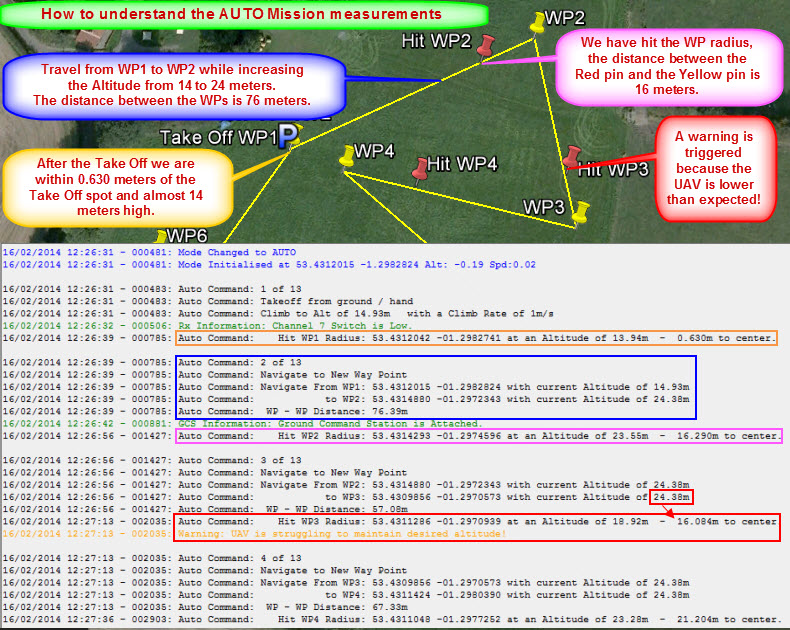 How to understand the AUTO Mission measurements
WP2
Hit WP2
We have hit the WP radius,
the distance between the
Red pin and the Yellow pin is
16 meters.
Travel from WP1 to WP2 while increasing
the Altitude from 14 to 24 meters.
The distance between the WPs is 76 meters.
Take Off WP1
A warning is
triggered
because the
UAV is lower
than expected!
WP4
Hit WP4
Hit WP3
After the Take Off we are
within 0.630 meters of the
Take Off spot and almost 14
meters high.
WP3
WP6
16/02/2014 12:26:31 - 000481: Mode Changed to AUTO
16/02/2014 12:26:31 - 000481: Mode Initialised at 53.4312015 -1.2982824 Alt: -0.19 Spd:0.02
16/02/2014 12:26:31 - 000483: Auto Command: 1 of 13
16/02/2014 12:26:31 - 000483: Auto Command: Takeoff from ground / hand
16/02/2014 12:26:31 - 000483: Auto Command: Climb to Alt of 14.93m with a Climb Rate of 1m/s
16/02/2014 12:26:32 - 000506: Rx Information: Channel 7 Switch is Low.
16/02/2014 12:26:39 - 000785: Auto Command: Hit WP1 Radius: 53.4312042 -01.2982741 at an Altitude of 13.94m - 0.630m to center.
16/02/2014 12:26:39 - 000785: Auto Command: 2 of 13
16/02/2014 12:26:39 - 000785: Auto Command: Navigate to New Way Point
16/02/2014 12:26:39 - 000785: Auto Command: Navigate From WP1: 53.4312015 -01.2982824 with current Altitude of 14.93m
16/02/2014 12:26:39 - 000785: Auto Command: to WP2: 53.4314880 -01.2972343 with current Altitude of 24.38m
16/02/2014 12:26:39 - 000785: Auto Command: WP - WP Distance: 76.39m
16/02/2014 12:26:42 - 000881: GCS Information: Ground Command Station is Attached.
16/02/2014 12:26:56 - 001427: Auto Command: Hit WP2 Radius: 53.4314293 -01.2974596 at an Altitude of 23.55m - 16.290m to center.
16/02/2014 12:26:56 - 001427: Auto Command: 3 of 13
16/02/2014 12:26:56 - 001427: Auto Command: Navigate to New Way Point
16/02/2014 12:26:56 - 001427: Auto Command: Navigate From WP2: 53.4314880 -01.2972343 with current Altitude of 24.38m
16/02/2014 12:26:56 - 001427: Auto Command: to WP3: 53.4309856 -01.2970573 with current Altitude of 24.38m
16/02/2014 12:26:56 - 001427: Auto Command: WP - WP Distance: 57.08m
16/02/2014 12:27:13 - 002035: Auto Command: Hit WP3 Radius: 53.4311286 -01.2970939 at an Altitude of 18.92m - 16.084m to center
16/02/2014 12:27:13 - 002035: Warning: UAV is struggling to maintain desired altitude!
16/02/2014 12:27:13 - 002035: Auto Command: 4 of 13
16/02/2014 12:27:13 - 002035: Auto Command: Navigate to New Way Point
16/02/2014 12:27:13 - 002035: Auto Command: Navigate From WP3: 53.4309856 -01.2970573 with current Altitude of 24.38m
16/02/2014 12:27:13 - 002035: Auto Command: to WP4: 53.4311424 -01.2980390 with current Altitude of 24.38m
16/02/2014 12:27:13 - 002035: Auto Command: WP - WP Distance: 67.33m
16/02/2014 12:27:36 - 002903: Auto Command: Hit WP4 Radius: 53.4311048 -01.2977252 at an Altitude of 23.28m - 21.204m to center.